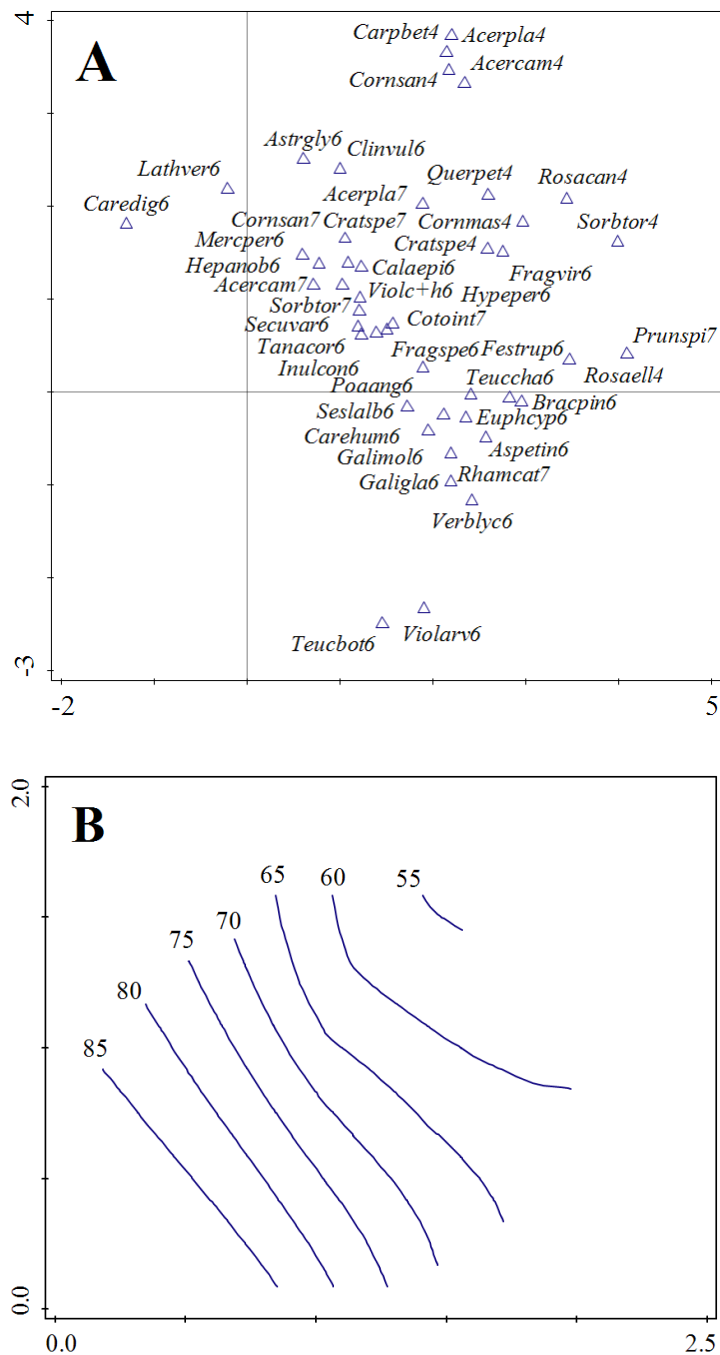 4
A
Carpbet4 Acerpla4
Cornsan4 Acercam4
Astrgly6 Clinvul6
Lathver6 Querpet4 Rosacan4
Caredig6 Acerpla7
Cornsan7 Cratspe7 Cornmas4 Sorbtor4
Mercper6 Cratspe4
Hepanob6 Calaepi6 Fragvir6
Acercam7 Violc+h6 Hypeper6
Sorbtor7 Cotoint7
Secuvar6 Prunspi7
Tanacor6 Fragspe6 Festrup6
Inulcon6 Teuccha6 Rosaell4
Poaang6
Seslalb6 Euphcyp6 Bracpin6
Carehum6 Aspetin6
Galimol6
Galigla6 Rhamcat7
Verblyc6
Teucbot6 Violarv6
-3
-2 5
2.0
B
65 60 55
70
75
80
85
0.0
0.0 2.5